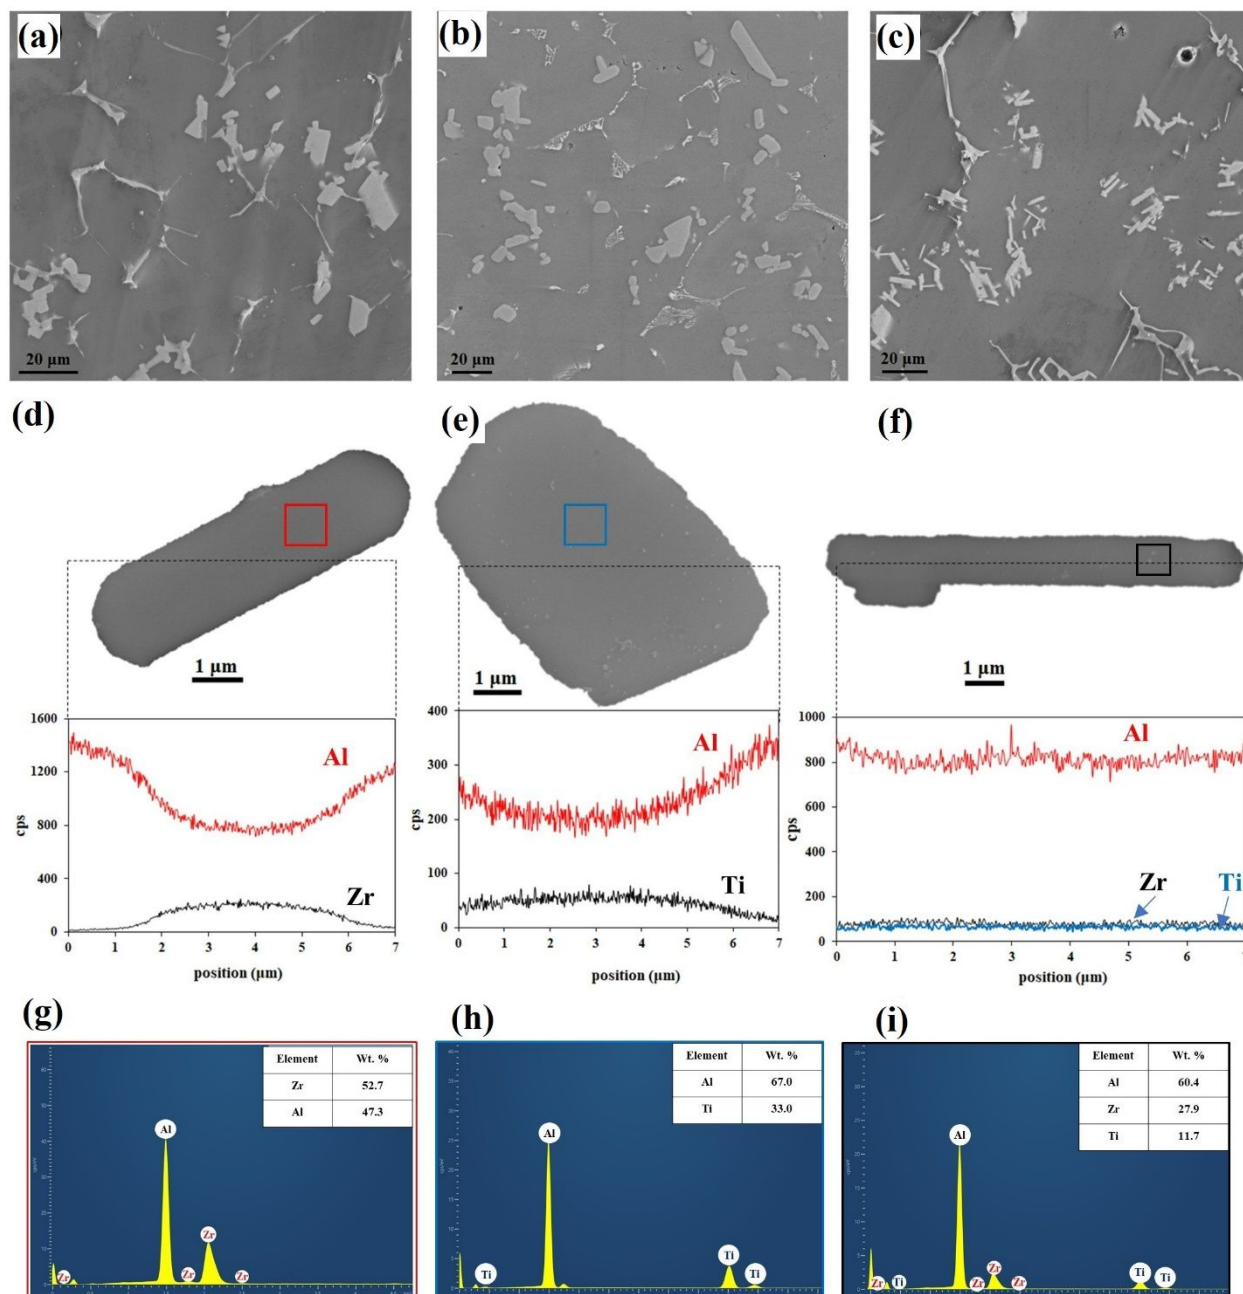 (a)
(b)
(c)
20 µm
20 µm
20 µm
(d)
(e)
(f)
1 µm
1 µm
1 µm
1600
1200
800
400
0
cps
Al
Zr
0 1 2 3 4 5 6 7
position (µm)
400
300
200
100
0
cps
Al
Ti
0 1 2 3 4 5 6 7
position (µm)
1000
800
600
400
200
0
cps
Al
Zr
Ti
0 1 2 3 4 5 6
position (µm)
(g)
(h)
(i)
Element Wt. %
Zr 52.7
Al 47.3
Al
Zr
Zr
Zr
Zr
Element Wt. %
Al 67.0
Ti 33.0
Al
Ti
Ti
Ti
Element Wt. %
Al 60.4
Zr 27.9
Ti 11.7
Al
Zr
Ti
Zr
Zr
Zr
Ti
Ti